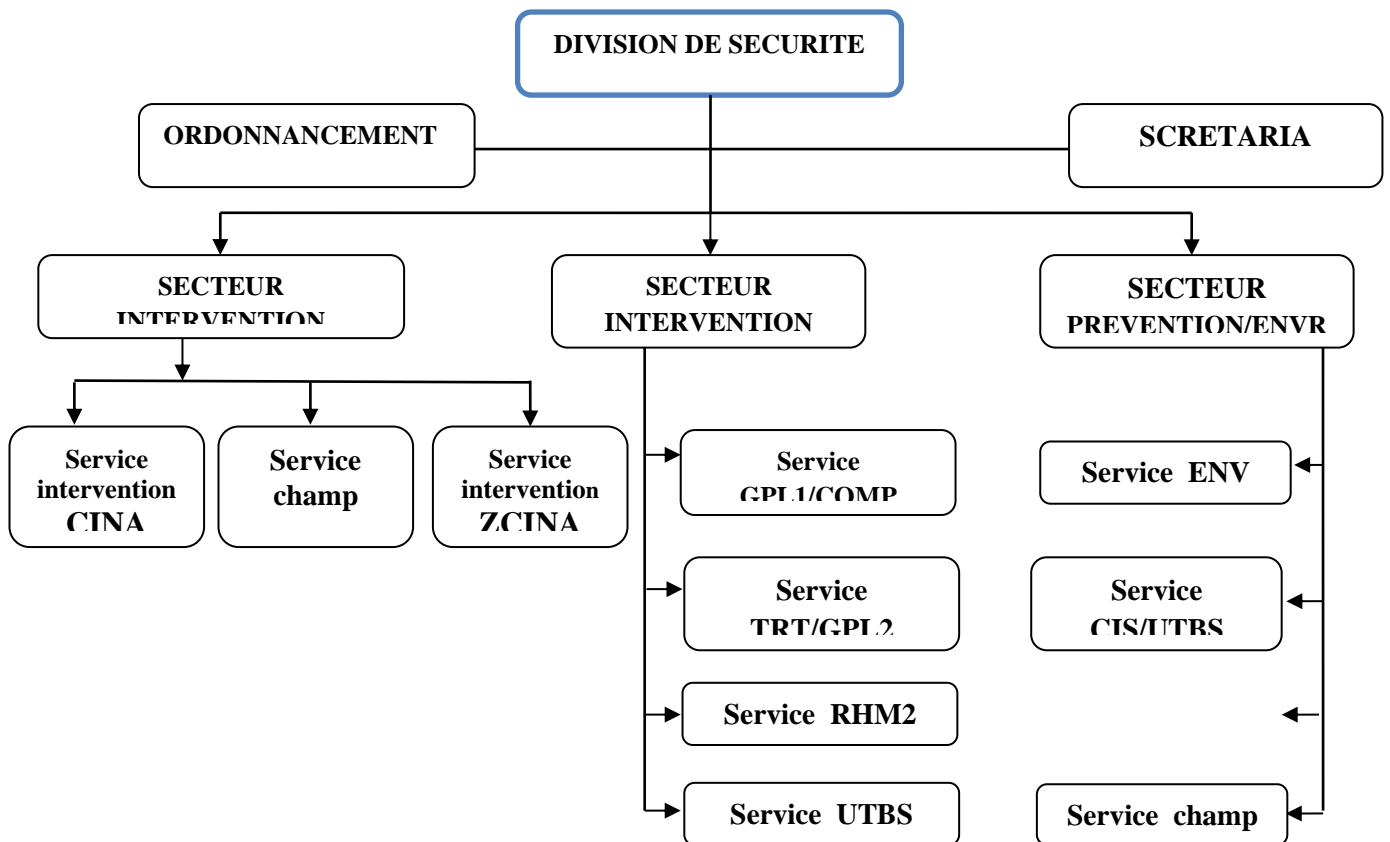 DIVISION DE SECURITE
ORDONNANCEMENT
SCRETARIA
SECTEUR
INTERVENTION
SECTEUR
INTERVENTION
SECTEUR
PREVENTION/ENVR
Service
intervention
CINA
Service
champ
Service
intervention
ZCINA
Service
GPL1/COMP
Service ENV
Service
TRT/GPL2
Service
CIS/UTBS
Service RHM2
Service UTBS
Service champ